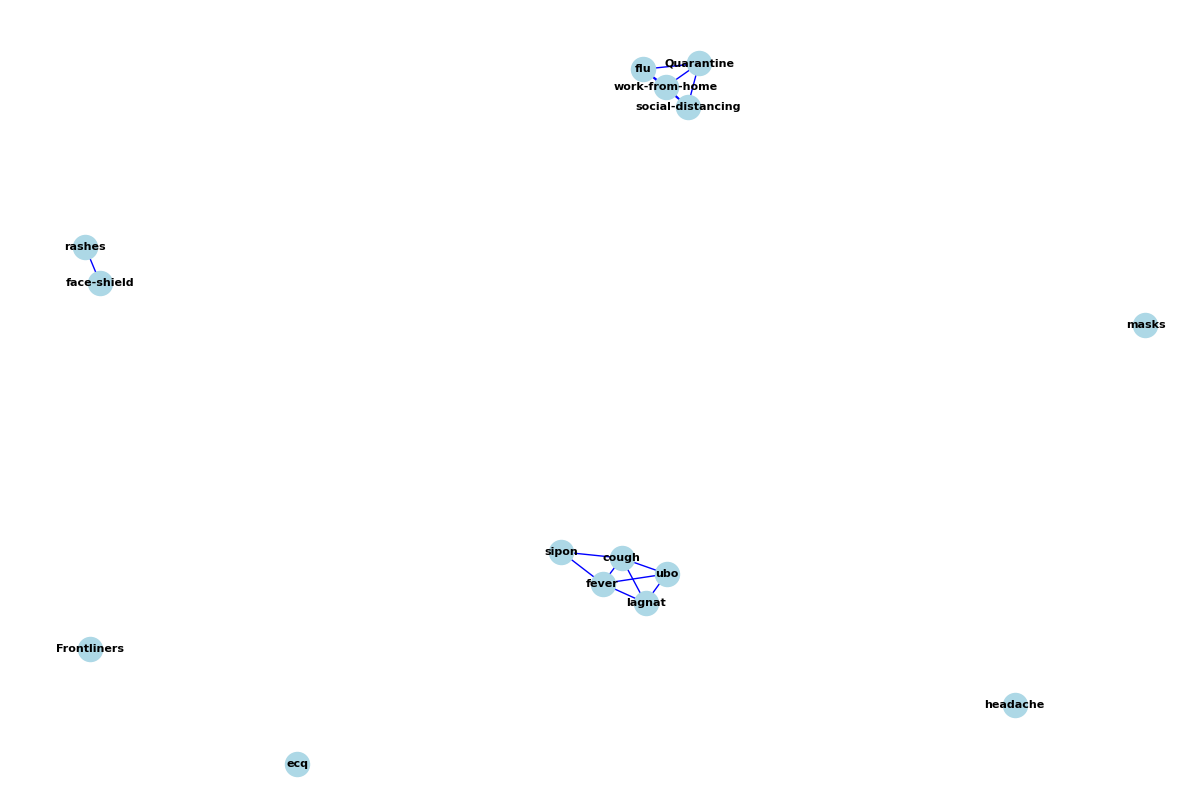 flu
Quarantine
work-from-home
social-distancing
rashes
face-shield
masks
sipon
cough
ubo
fever
lagnat
Frontliners
headache
ecq